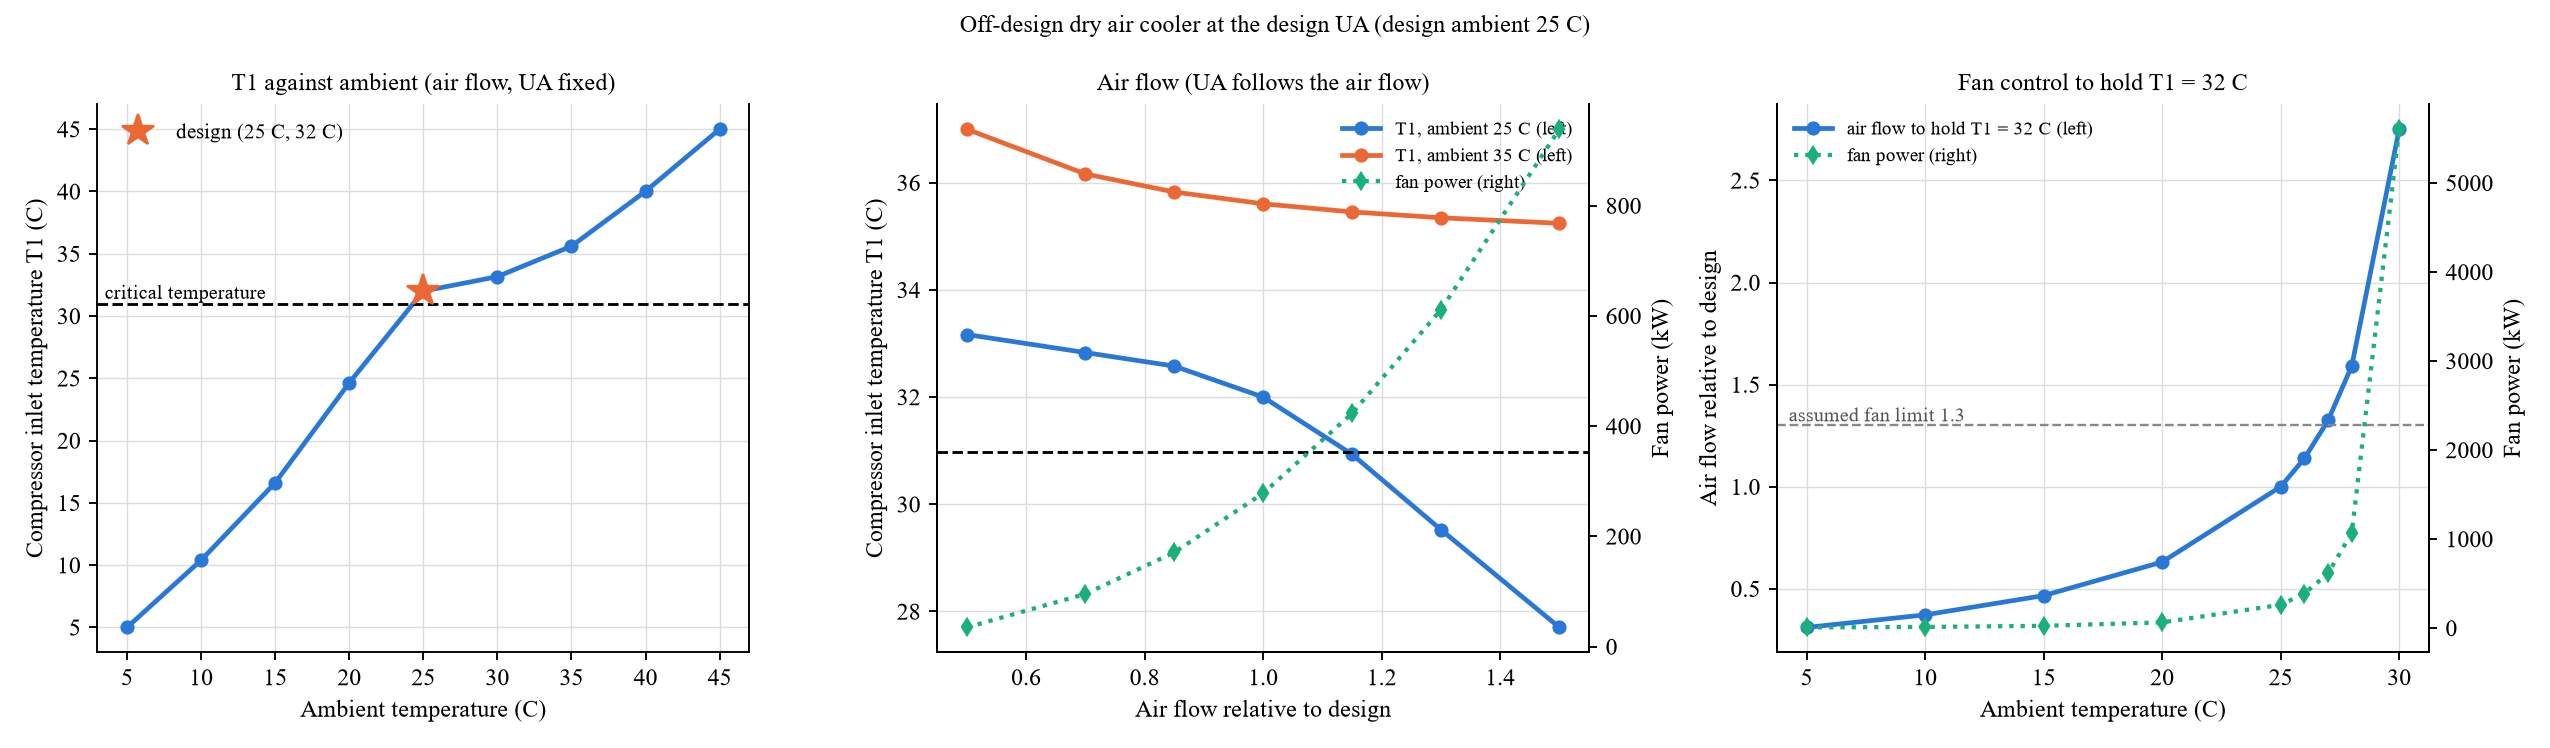 Off-design dry air cooler at the design UA (design ambient 25 C)
T1 against ambient (air flow, UA fixed)
Compressor inlet temperature T1 (C)
45
40
35
30
25
20
15
10
5
design (25 C, 32 C)
critical temperature
5 10 15 20 25 30 35 40 45
Ambient temperature (C)
Air flow (UA follows the air flow)
Compressor inlet temperature T1 (C)
36
34
32
30
28
T1, ambient 25 C (left)
T1, ambient 35 C (left)
fan power (right)
800
600
400
200
0
Fan power (kW)
0.6 0.8 1.0 1.2 1.4
Air flow relative to design
Fan control to hold T1 = 32 C
Air flow relative to design
2.5
2.0
1.5
1.0
0.5
air flow to hold T1 = 32 C (left)
fan power (right)
assumed fan limit 1.3
5000
4000
3000
2000
1000
0
Fan power (kW)
5 10 15 20 25 30
Ambient temperature (C)